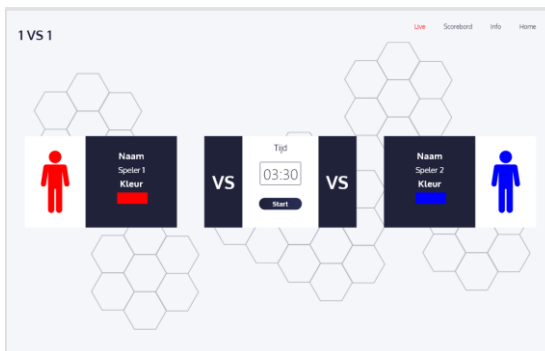 1 VS 1
Live Scorebord Info Home
Naam
Speler 1
Kleur
VS
Tijd
03:30
Start
VS
Naam
Speler 2
Kleur